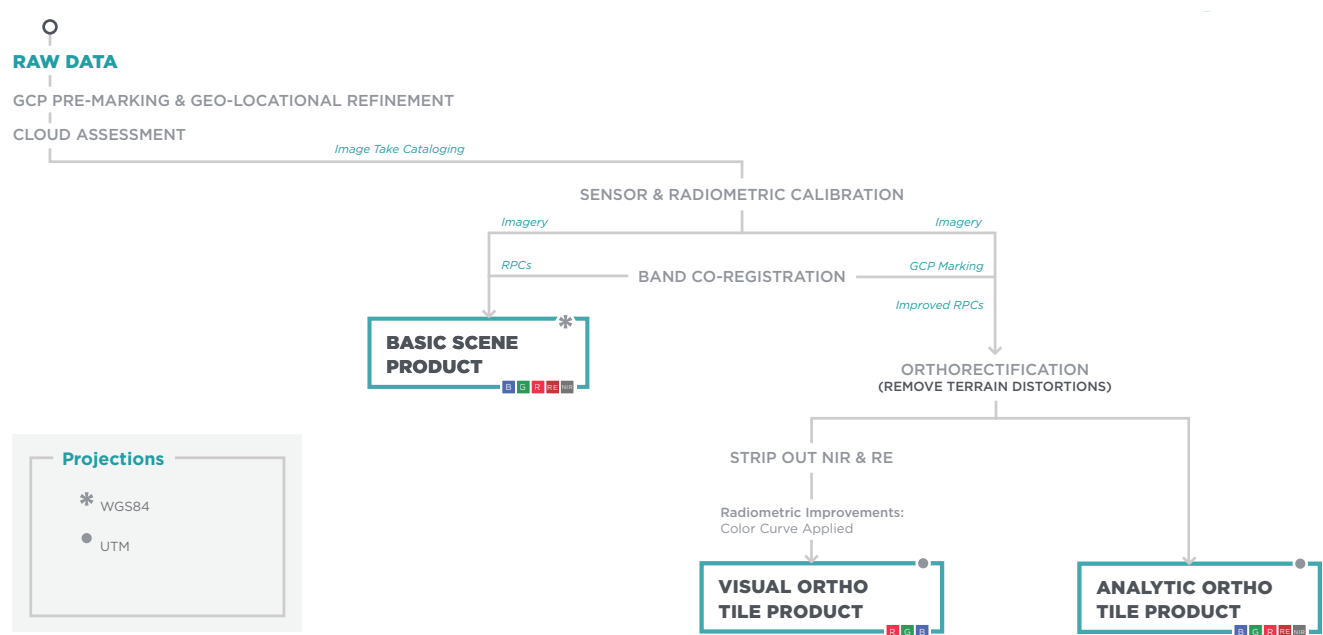 RAW DATA
GCP PRE-MARKING & GEO-LOCATIONAL REFINEMENT
CLOUD ASSESSMENT
Image Take Cataloging
SENSOR & RADIOMETRIC CALIBRATION
Imagery
Imagery
RPCs
BAND CO-REGISTRATION
GCP Marking
Improved RPCs
*
BASIC SCENE
PRODUCT
B G R RE NIR
ORTHORECTIFICATION
(REMOVE TERRAIN DISTORTIONS)
STRIP OUT NIR & RE
Radiometric Improvements:
Color Curve Applied
VISUAL ORTHO
TILE PRODUCT
R G B
ANALYTIC ORTHO
TILE PRODUCT
B G R RE NIR
Projections
* WGS84
UTM